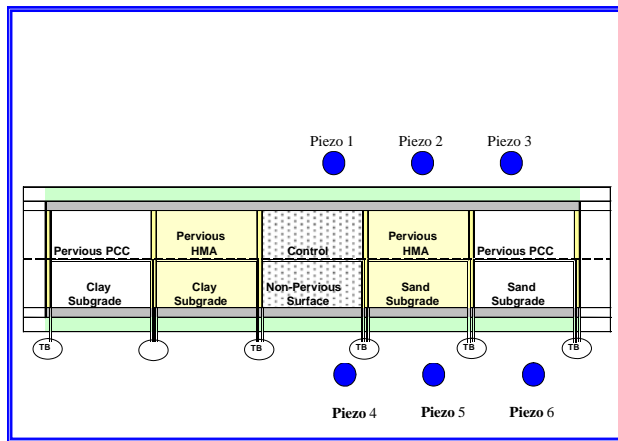 Piezo 1 Piezo 2 Piezo 3
Pervious PCC Pervious HMA Control Pervious HMA Pervious PCC
Clay Subgrade Clay Subgrade Non-Pervious Surface Sand Subgrade Sand Subgrade
TB TB TB TB TB
Piezo 4 Piezo 5 Piezo 6